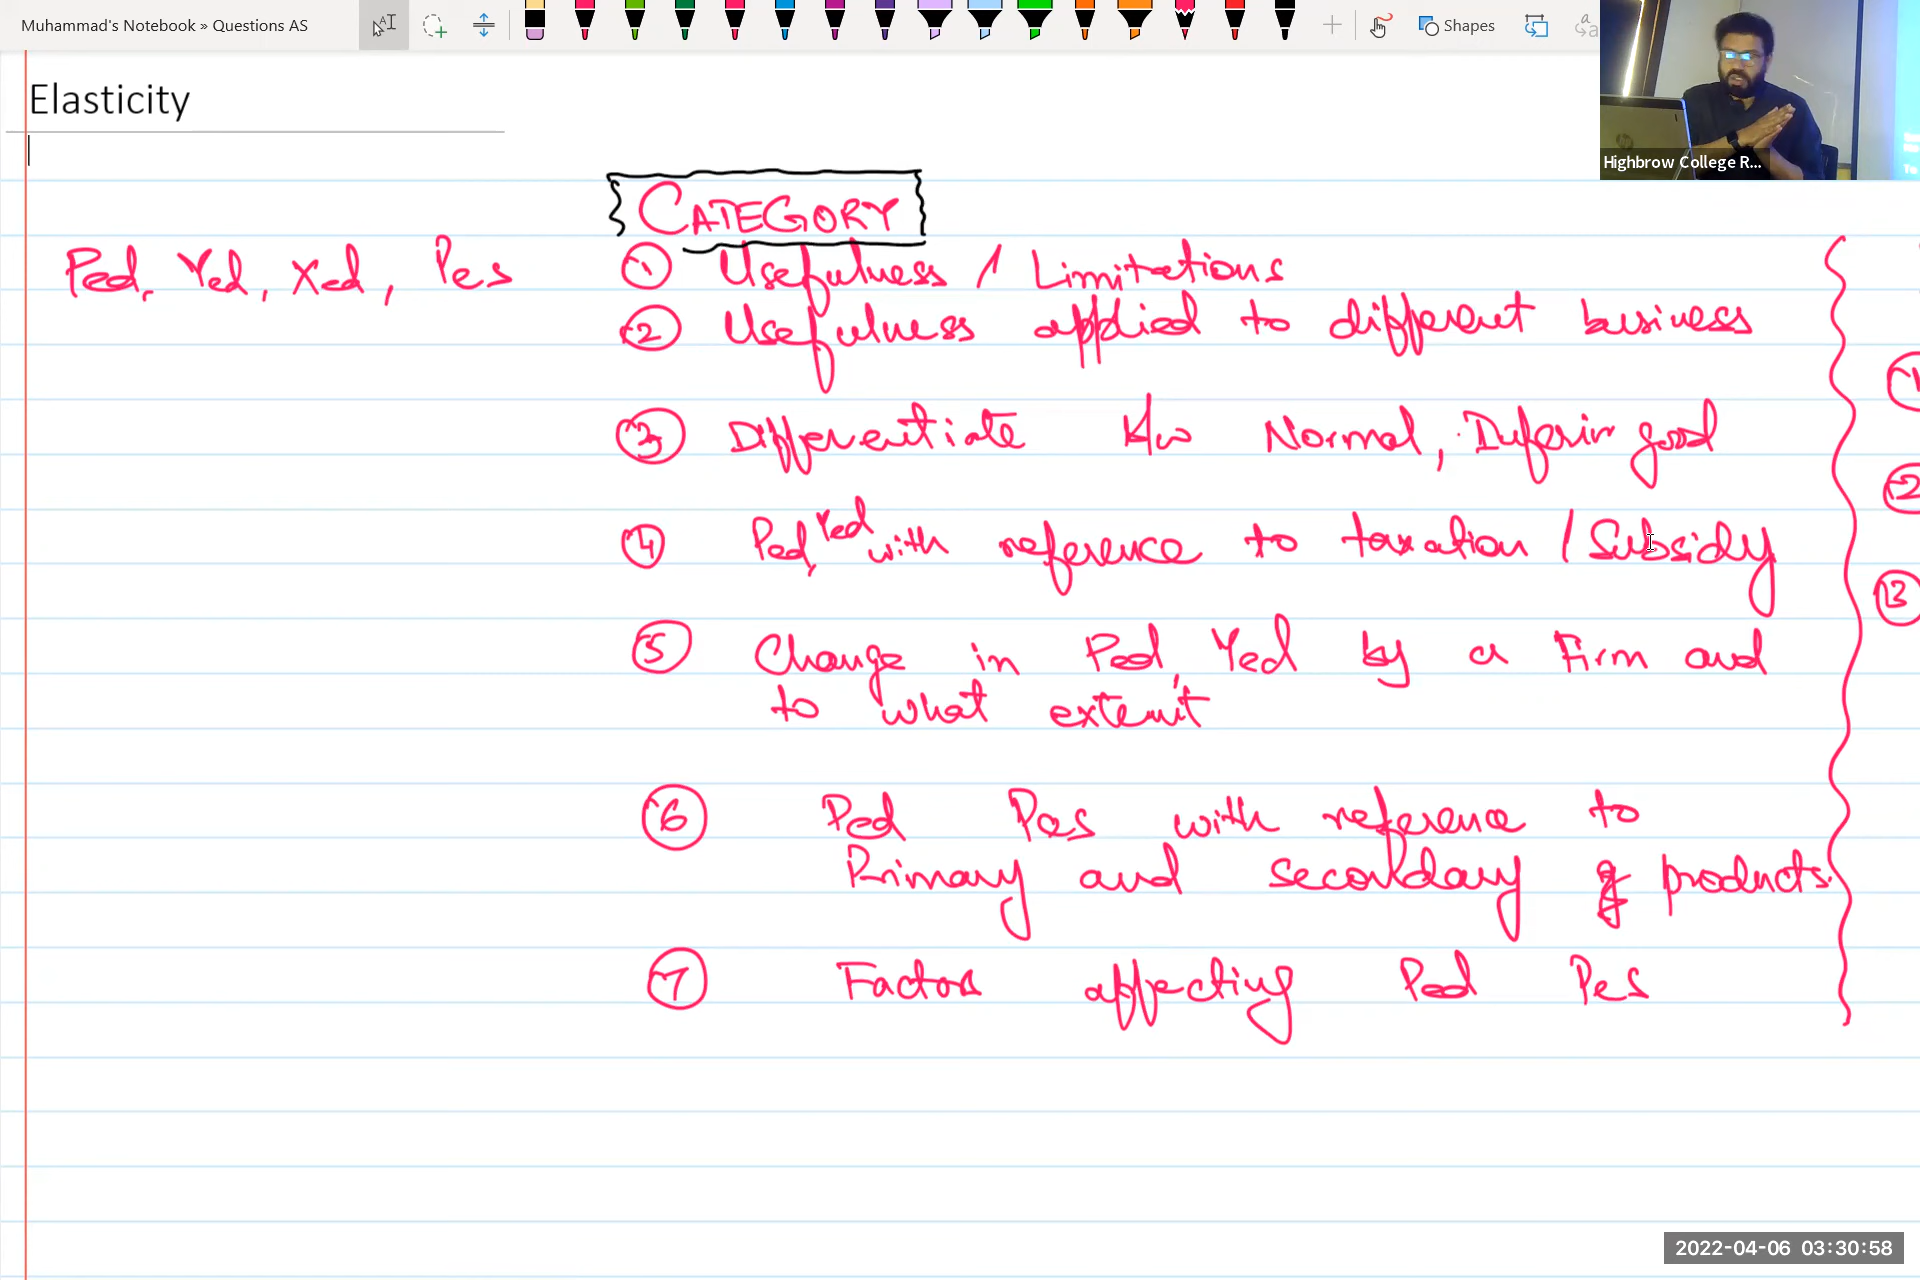 Muhammad's Notebook » Questions AS
Shapes
Highbrow College R...
Elasticity
CATEGORY
Ped, Yed, Xed, Pes
1 Usefulness / Limitations
2 Usefulness applied to different business
3 Differentiate b/w Normal, Inferior good
4 Ped, Yed with reference to taxation / Subsidy
5 Change in Ped, Yed by a Firm and
to what extent
6 Ped Pes with reference to
Primary and secondary products.
7 Factors affecting Ped Pes
1
2
3
2022-04-06 03:30:58